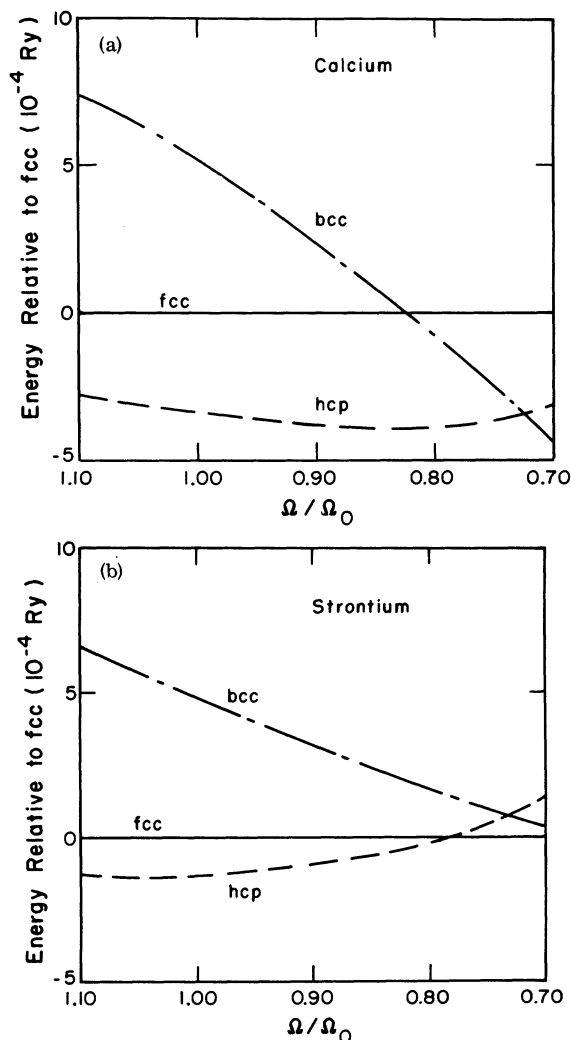 (a)
Calcium
Energy Relative to fcc (10⁻⁴ Ry)
10
5
0
-5
bcc
fcc
hcp
1.10 1.00 0.90 0.80 0.70
Ω/Ω₀
(b)
Strontium
Energy Relative to fcc (10⁻⁴ Ry)
10
5
0
-5
bcc
fcc
hcp
1.10 1.00 0.90 0.80 0.70
Ω/Ω₀